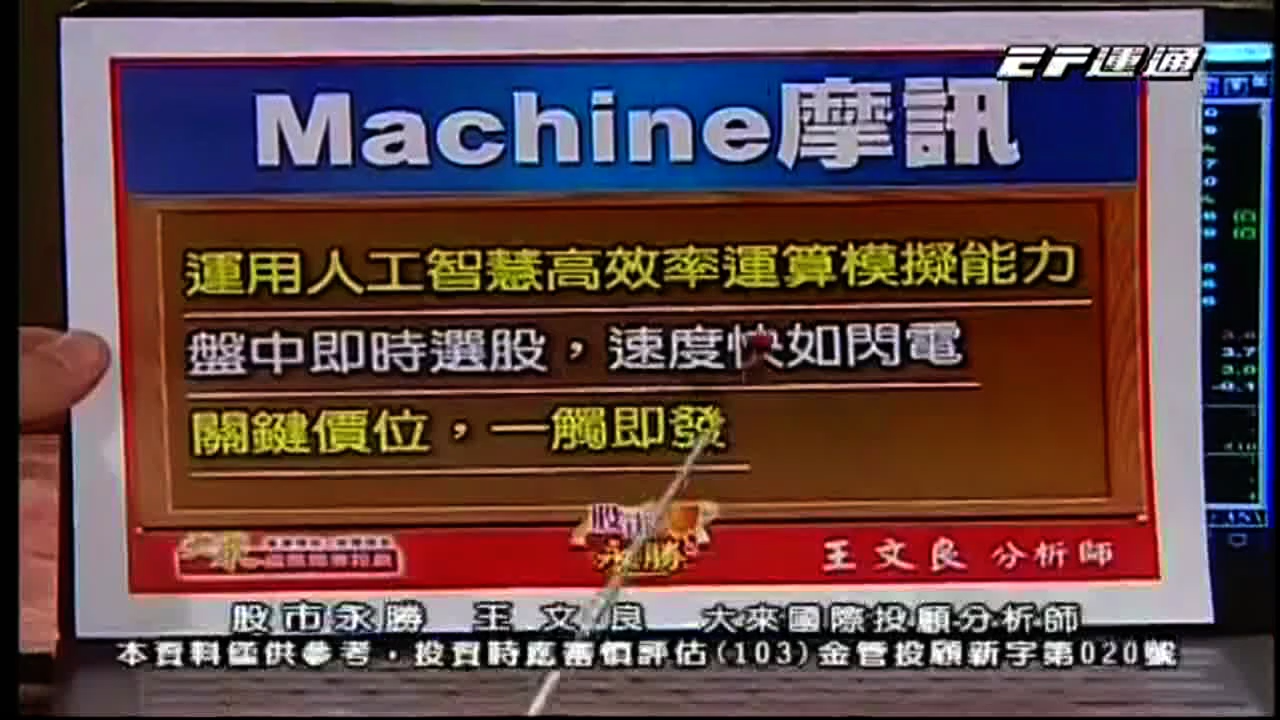 EF運通
Machine摩訊
運用人工智慧高效率運算模擬能力
盤中即時選股，速度快如閃電
關鍵價位，一觸即發
股市
永勝
王文良 分析師
股市永勝 王文良 大來國際投顧分析師
本資料僅供參考，投資時應審慎評估(103)金管投顧新字第020號